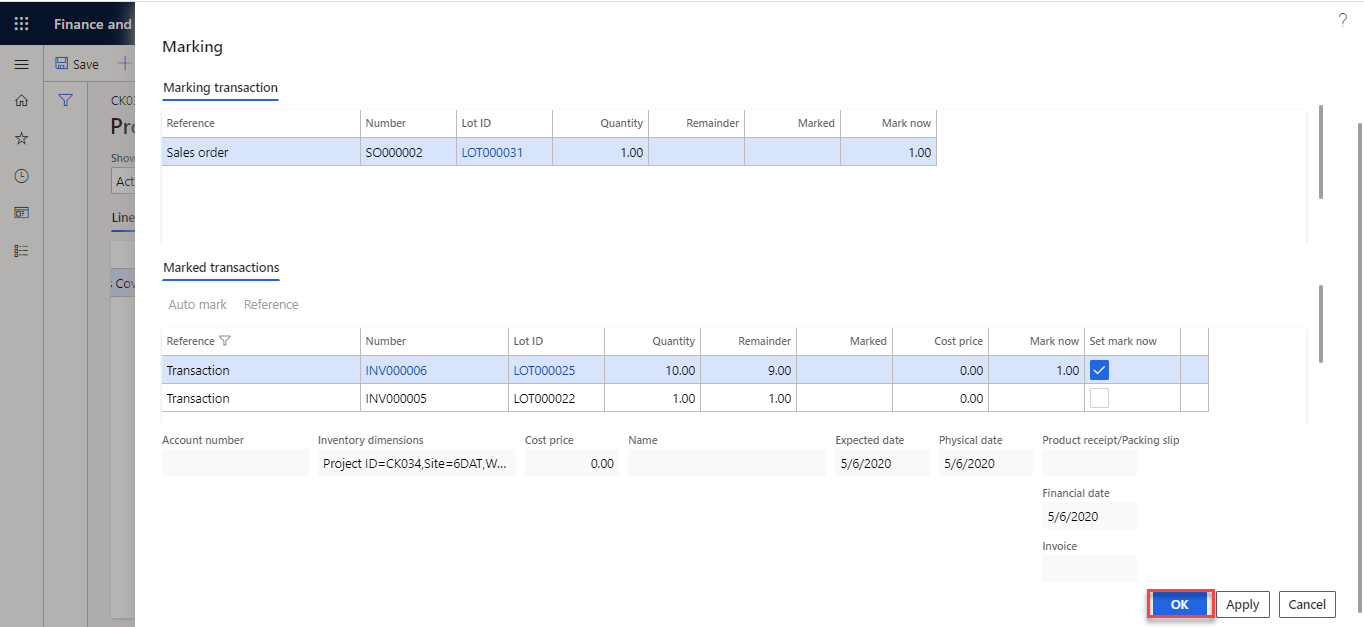 Finance and
?
Save
Marking
CK03
Pro
Show
Act
Line
Cov
Marking transaction
Reference Number Lot ID Quantity Remainder Marked Mark now
Sales order SO000002 LOT000031 1.00 1.00
Marked transactions
Auto mark Reference
Reference Number Lot ID Quantity Remainder Marked Cost price Mark now Set mark now
Transaction INV000006 LOT000025 10.00 9.00 0.00 1.00
Transaction INV000005 LOT000022 1.00 1.00 0.00
Account number Inventory dimensions Cost price Name Expected date Physical date Product receipt/Packing slip
Project ID=CK034,Site=6DAT,W... 0.00 5/6/2020 5/6/2020
Financial date
5/6/2020
Invoice
OK Apply Cancel